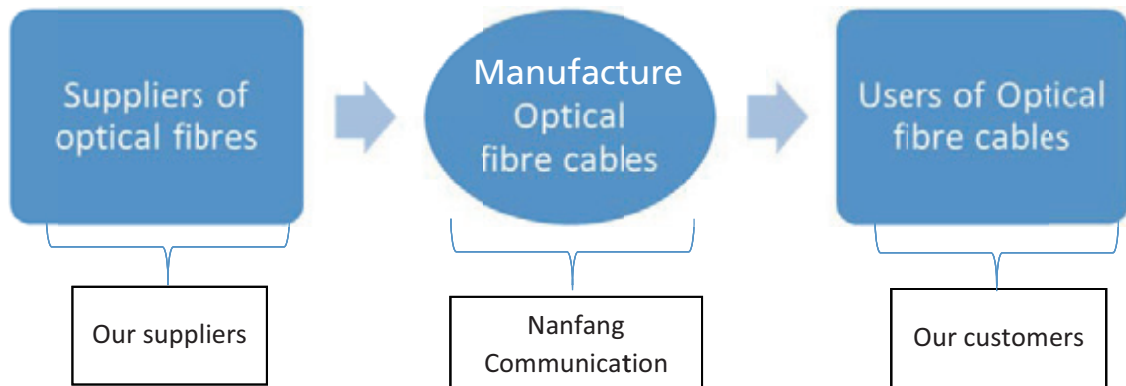 Suppliers of
optical fibres
Manufacture
Optical
fibre cables
Users of Optical
fibre cables
Our suppliers
Nanfang
Communication
Our customers